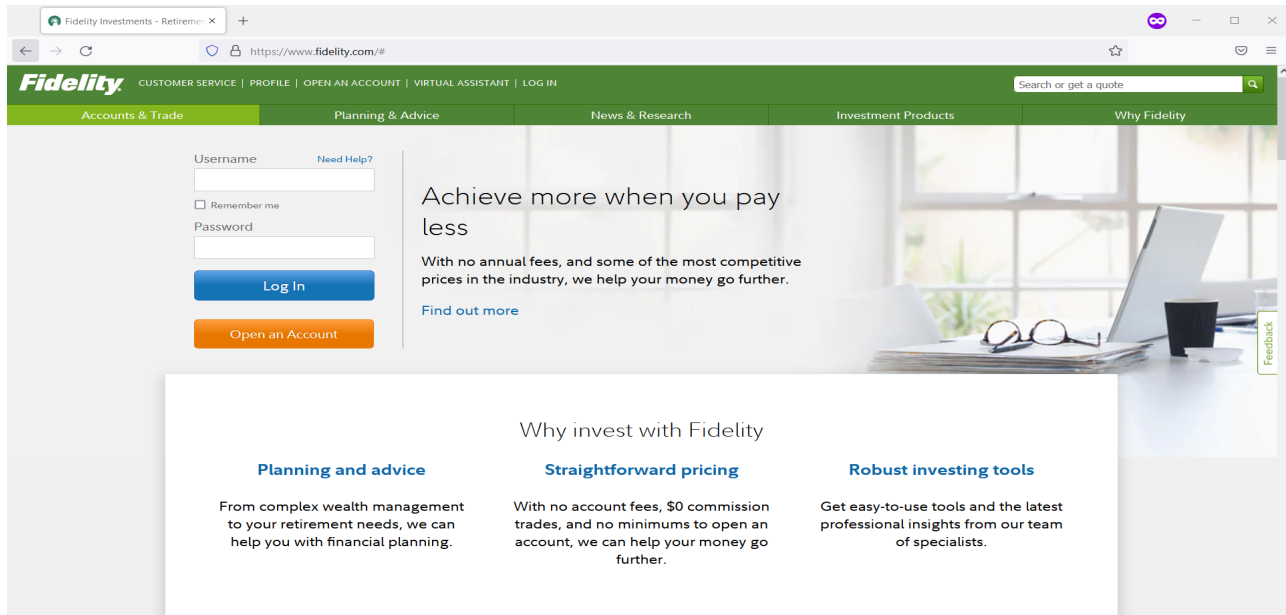 Fidelity Investments - Retiremen
https://www.fidelity.com/#
Fidelity
CUSTOMER SERVICE | PROFILE | OPEN AN ACCOUNT | VIRTUAL ASSISTANT | LOG IN
Search or get a quote
Accounts & Trade
Planning & Advice
News & Research
Investment Products
Why Fidelity
Username
Need Help?
Remember me
Password
Log In
Open an Account
Achieve more when you pay
less
With no annual fees, and some of the most competitive
prices in the industry, we help your money go further.
Find out more
Feedback
Why invest with Fidelity
Planning and advice
From complex wealth management
to your retirement needs, we can
help you with financial planning.
Straightforward pricing
With no account fees, $0 commission
trades, and no minimums to open an
account, we can help your money go
further.
Robust investing tools
Get easy-to-use tools and the latest
professional insights from our team
of specialists.